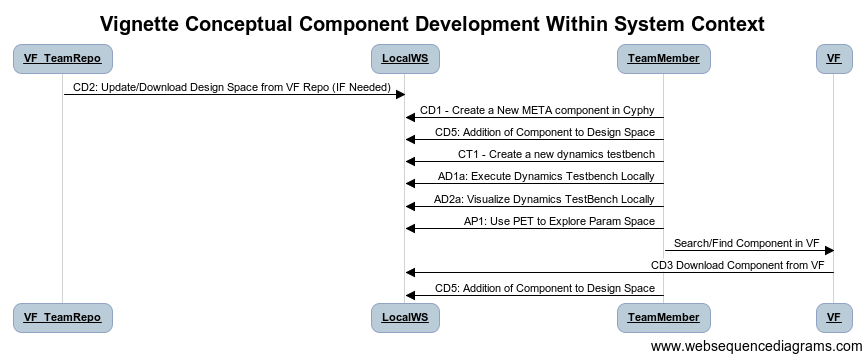 Vignette Conceptual Component Development Within System Context
VF_TeamRepo LocalWS TeamMember VF
CD2: Update/Download Design Space from VF Repo (IF Needed)
CD1 - Create a New META component in Cyphy
CD5: Addition of Component to Design Space
CT1 - Create a new dynamics testbench
AD1a: Execute Dynamics Testbench Locally
AD2a: Visualize Dynamics TestBench Locally
AP1: Use PET to Explore Param Space
Search/Find Component in VF
CD3 Download Component from VF
CD5: Addition of Component to Design Space
VF_TeamRepo LocalWS TeamMember VF
www.websequencediagrams.com